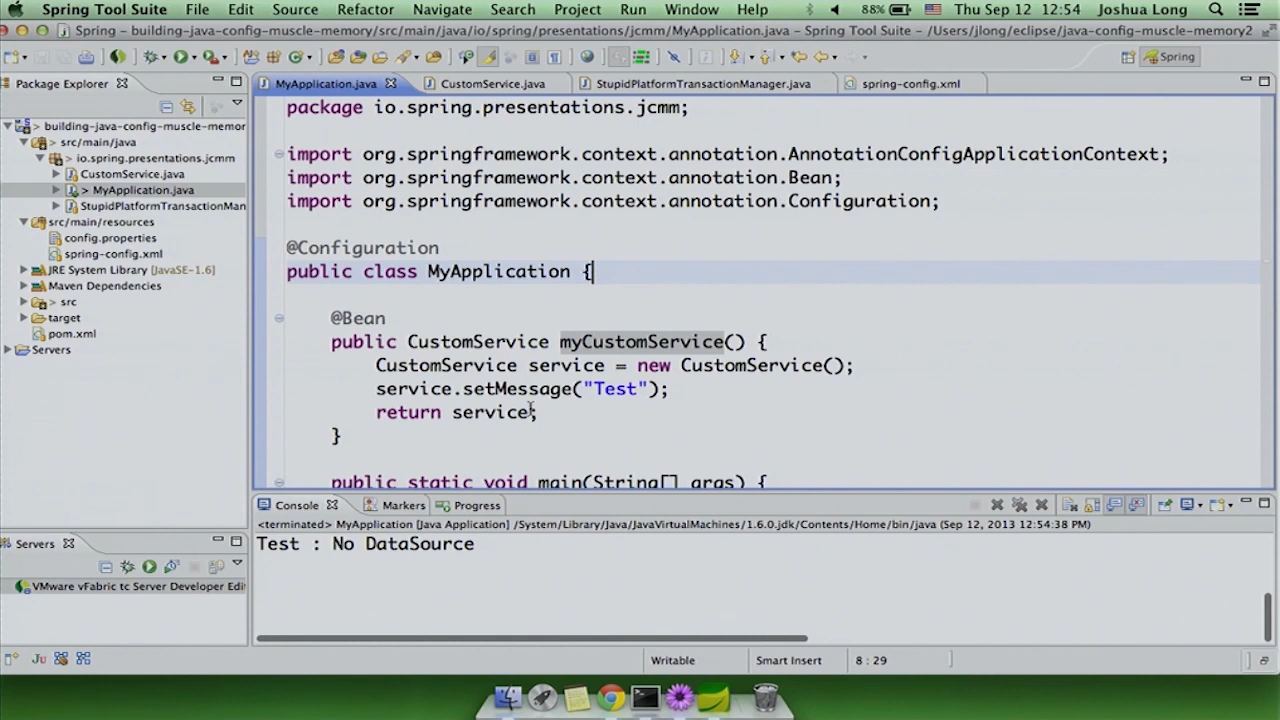 Spring Tool Suite File Edit Source Refactor Navigate Search Project Run Window Help 88% Thu Sep 12 12:54 Joshua Long
Spring - building-java-config-muscle-memory/src/main/java/io/spring/presentations/jcmm/MyApplication.java - Spring Tool Suite - /Users/jlong/eclipse/workspaces/java-config-muscle-memory2
Spring
Package Explorer
MyApplication.java CustomService.java StupidPlatformTransactionManager.java spring-config.xml
> building-java-config-muscle-memor
> src/main/java
> io.spring.presentations.jcmm
CustomService.java
> MyApplication.java
StupidPlatformTransactionMan
src/main/resources
config.properties
spring-config.xml
JRE System Library [JavaSE-1.6]
Maven Dependencies
> src
target
pom.xml
Servers
package io.spring.presentations.jcmm;
import org.springframework.context.annotation.AnnotationConfigApplicationContext;
import org.springframework.context.annotation.Bean;
import org.springframework.context.annotation.Configuration;
@Configuration
public class MyApplication {
@Bean
public CustomService myCustomService() {
CustomService service = new CustomService();
service.setMessage("Test");
return service;
}
public static void main(String[] args) {
Console Markers Progress
<terminated> MyApplication [Java Application] /System/Library/Java/JavaVirtualMachines/1.6.0.jdk/Contents/Home/bin/java (Sep 12, 2013 12:54:38 PM)
Test : No DataSource
Servers
VMware vFabric tc Server Developer Edi
Ju
Writable Smart Insert 8 : 29